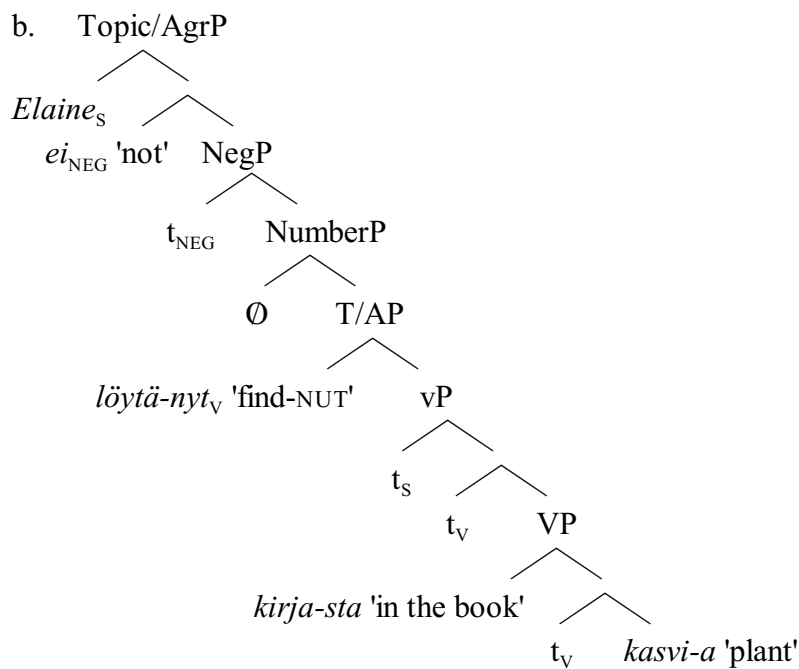 b. Topic/AgrP
Elaine_S
ei_NEG 'not' NegP
t_NEG NumberP
Ø T/AP
löytä-nyt_V 'find-NUT' vP
t_S
t_V VP
kirja-sta 'in the book'
t_V kasvi-a 'plant'